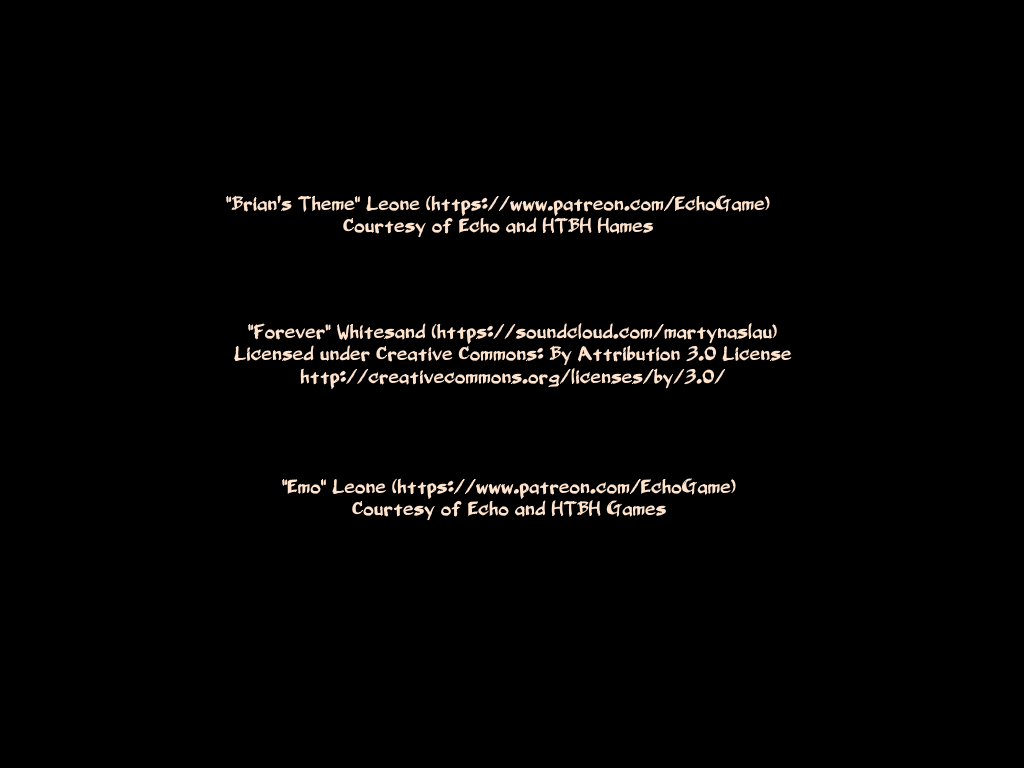 "Brian's Theme" Leone (https://www.patreon.com/EchoGame)
Courtesy of Echo and HTBH Hames
"Forever" Whitesand (https://soundcloud.com/martynaslau)
Licensed under Creative Commons: By Attribution 3.0 License
http://creativecommons.org/licenses/by/3.0/
"Emo" Leone (https://www.patreon.com/EchoGame)
Courtesy of Echo and HTBH Games